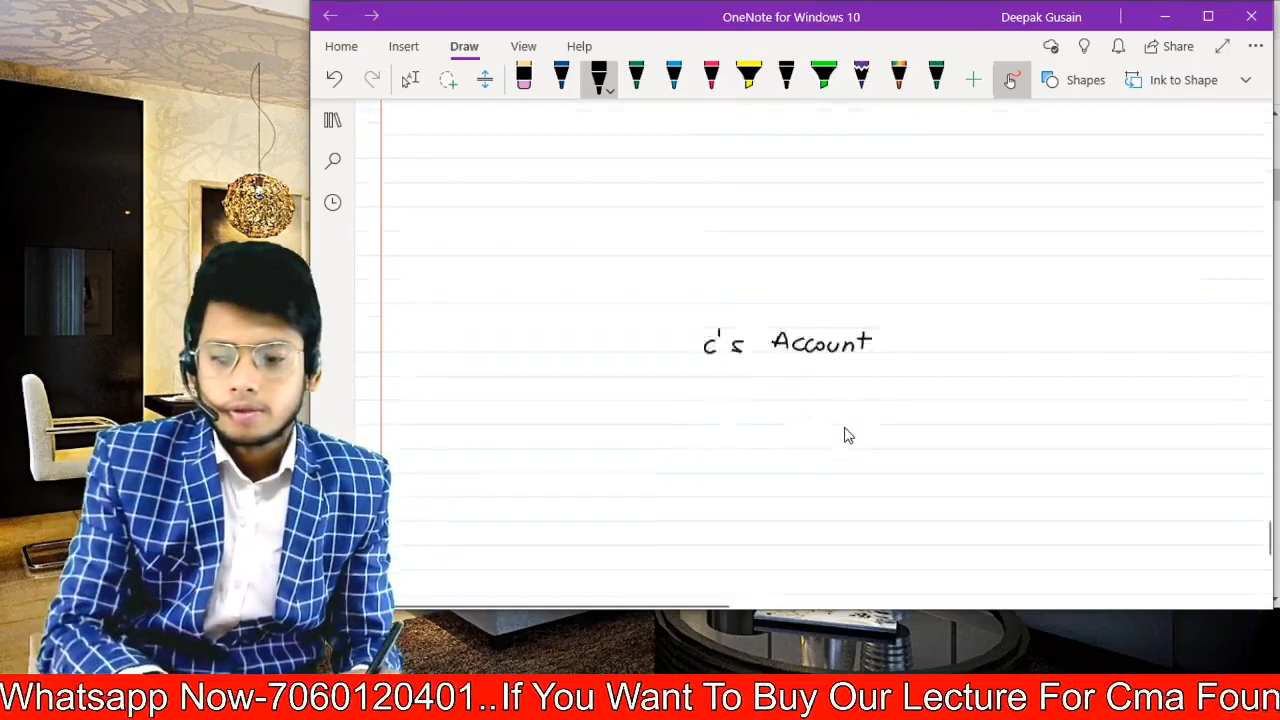 OneNote for Windows 10
Deepak Gusain
Home Insert Draw View Help
Share
Shapes
Ink to Shape
c's Account
Whatsapp Now-7060120401..If You Want To Buy Our Lecture For Cma Foun